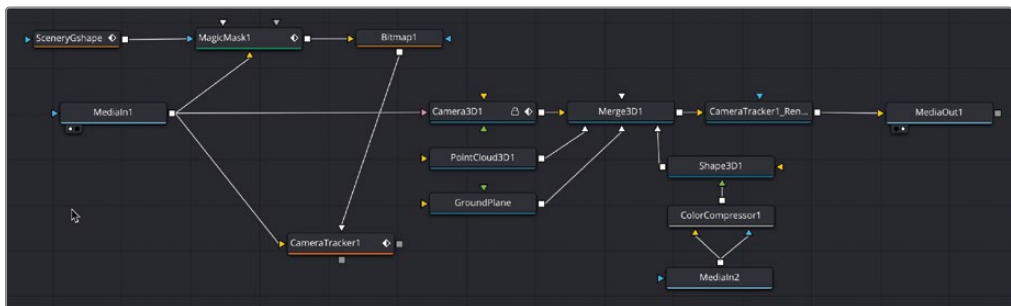 SceneryGshape
MagicMask1
Bitmap1
MediaIn1
Camera3D1
Merge3D1
CameraTracker1_Ren...
MediaOut1
PointCloud3D1
Shape3D1
GroundPlane
ColorCompressor1
CameraTracker1
MediaIn2